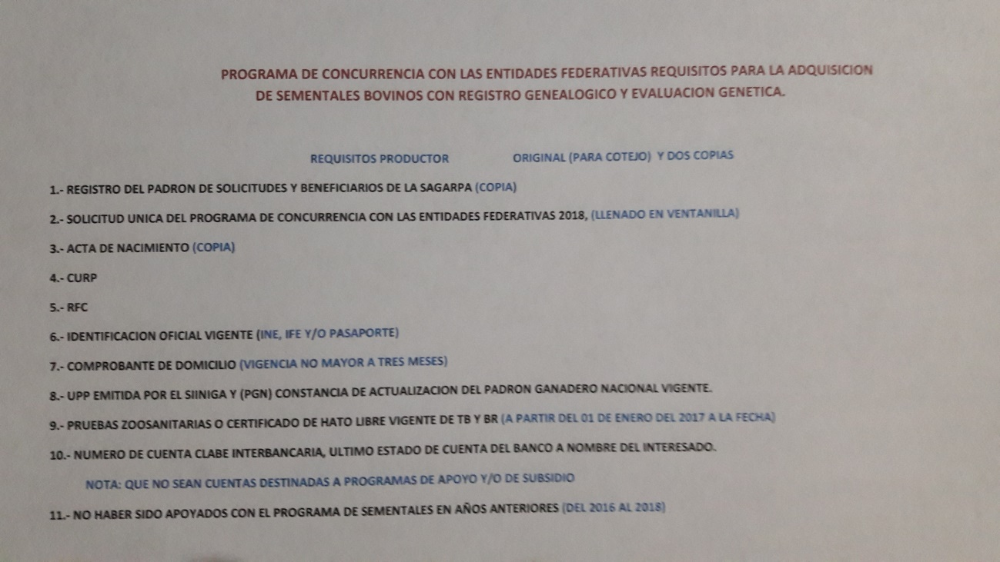 PROGRAMA DE CONCURRENCIA CON LAS ENTIDADES FEDERATIVAS REQUISITOS PARA LA ADQUISICION
DE SEMENTALES BOVINOS CON REGISTRO GENEALOGICO Y EVALUACION GENETICA.
REQUISITOS PRODUCTOR ORIGINAL (PARA COTEJO) Y DOS COPIAS
1.- REGISTRO DEL PADRON DE SOLICITUDES Y BENEFICIARIOS DE LA SAGARPA (COPIA)
2.- SOLICITUD UNICA DEL PROGRAMA DE CONCURRENCIA CON LAS ENTIDADES FEDERATIVAS 2018, (LLENADO EN VENTANILLA)
3.- ACTA DE NACIMIENTO (COPIA)
4.- CURP
5.- RFC
6.- IDENTIFICACION OFICIAL VIGENTE (INE, IFE Y/O PASAPORTE)
7.- COMPROBANTE DE DOMICILIO (VIGENCIA NO MAYOR A TRES MESES)
8.- UPP EMITIDA POR EL SIINIGA Y (PGN) CONSTANCIA DE ACTUALIZACION DEL PADRON GANADERO NACIONAL VIGENTE.
9.- PRUEBAS ZOOSANITARIAS O CERTIFICADO DE HATO LIBRE VIGENTE DE TB Y BR (A PARTIR DEL 01 DE ENERO DEL 2017 A LA FECHA)
10.- NUMERO DE CUENTA CLABE INTERBANCARIA, ULTIMO ESTADO DE CUENTA DEL BANCO A NOMBRE DEL INTERESADO.
NOTA: QUE NO SEAN CUENTAS DESTINADAS A PROGRAMAS DE APOYO Y/O DE SUBSIDIO
11.- NO HABER SIDO APOYADOS CON EL PROGRAMA DE SEMENTALES EN AÑOS ANTERIORES (DEL 2016 AL 2018)